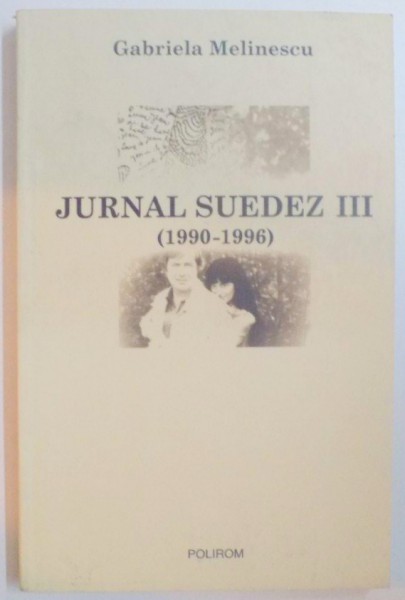 Gabriela Melinescu
JURNAL SUEDEZ III
(1990-1996)
POLIROM